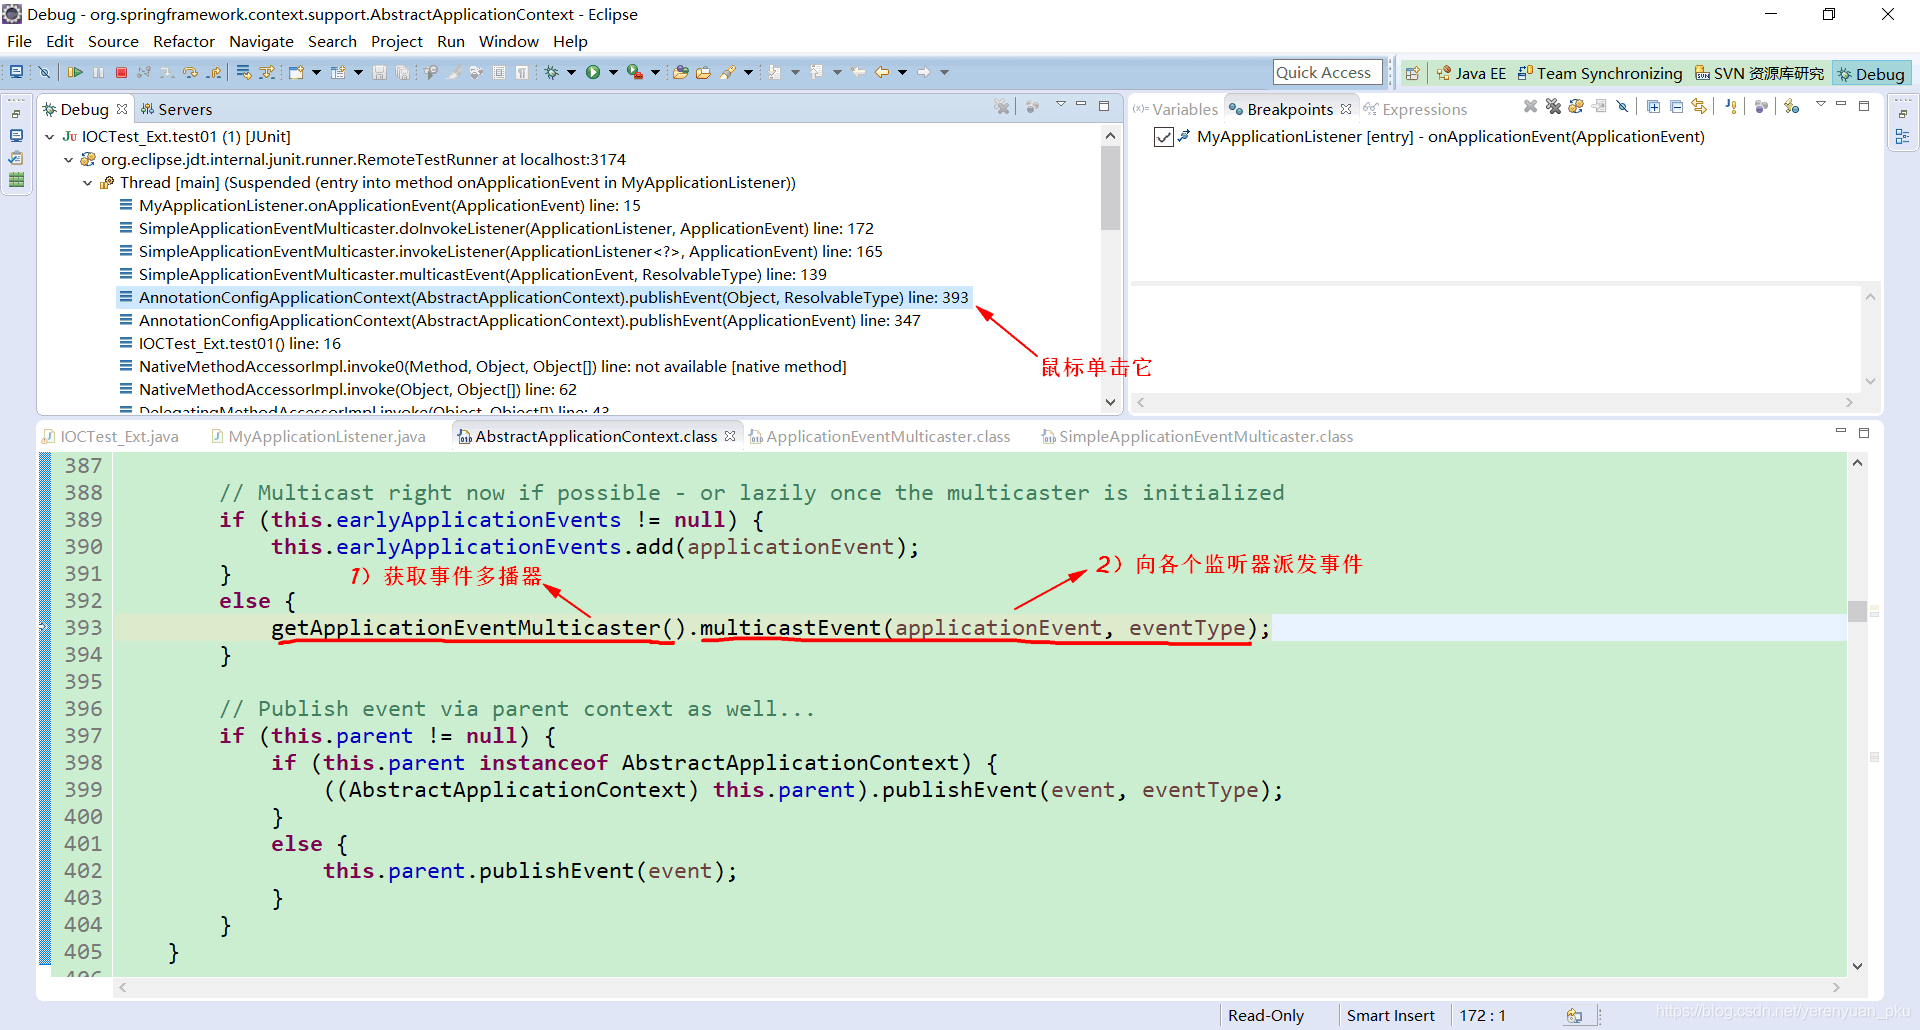 Debug - org.springframework.context.support.AbstractApplicationContext - Eclipse
File Edit Source Refactor Navigate Search Project Run Window Help
Quick Access
Java EE
Team Synchronizing
SVN 资源库研究
Debug
Debug
Servers
IOCTest_Ext.test01 (1) [JUnit]
org.eclipse.jdt.internal.junit.runner.RemoteTestRunner at localhost:3174
Thread [main] (Suspended (entry into method onApplicationEvent in MyApplicationListener))
MyApplicationListener.onApplicationEvent(ApplicationEvent) line: 15
SimpleApplicationEventMulticaster.doInvokeListener(ApplicationListener, ApplicationEvent) line: 172
SimpleApplicationEventMulticaster.invokeListener(ApplicationListener<?>, ApplicationEvent) line: 165
SimpleApplicationEventMulticaster.multicastEvent(ApplicationEvent, ResolvableType) line: 139
AnnotationConfigApplicationContext(AbstractApplicationContext).publishEvent(Object, ResolvableType) line: 393
AnnotationConfigApplicationContext(AbstractApplicationContext).publishEvent(ApplicationEvent) line: 347
IOCTest_Ext.test01() line: 16
NativeMethodAccessorImpl.invoke0(Method, Object, Object[]) line: not available [native method]
NativeMethodAccessorImpl.invoke(Object, Object[]) line: 62
DelegatingMethodAccessorImpl.invoke(Object, Object[]) line: 43
鼠标单击它
Variables
Breakpoints
Expressions
MyApplicationListener [entry] - onApplicationEvent(ApplicationEvent)
IOCTest_Ext.java
MyApplicationListener.java
AbstractApplicationContext.class
ApplicationEventMulticaster.class
SimpleApplicationEventMulticaster.class
387
388 // Multicast right now if possible - or lazily once the multicaster is initialized
389 if (this.earlyApplicationEvents != null) {
390 this.earlyApplicationEvents.add(applicationEvent);
391 }
1）获取事件多播器
2）向各个监听器派发事件
392 else {
393 getApplicationEventMulticaster().multicastEvent(applicationEvent, eventType);
394 }
395
396 // Publish event via parent context as well...
397 if (this.parent != null) {
398 if (this.parent instanceof AbstractApplicationContext) {
399 ((AbstractApplicationContext) this.parent).publishEvent(event, eventType);
400 }
401 else {
402 this.parent.publishEvent(event);
403 }
404 }
405 }
406
Read-Only
Smart Insert
172 : 1
https://blog.csdn.net/yerenyuan_pku